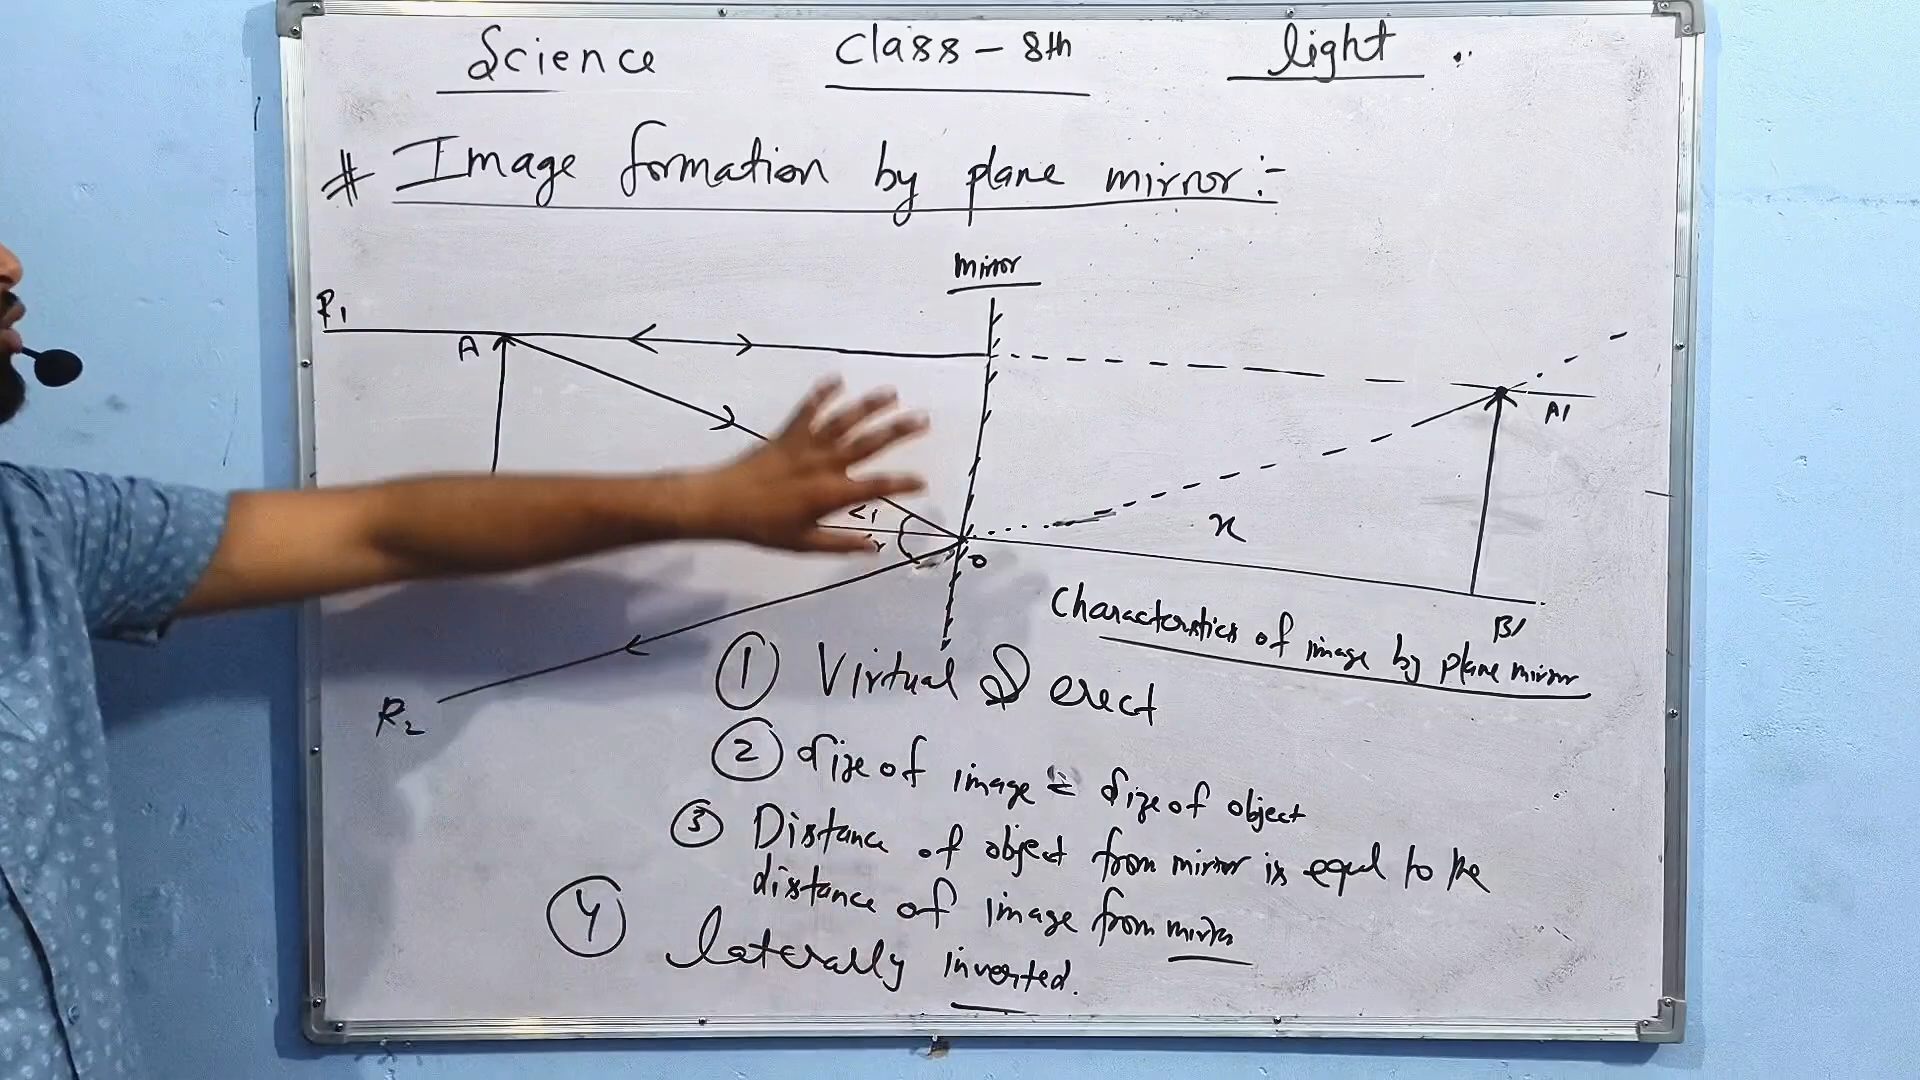 Science Class - 8th light
# Image formation by plane mirror :-
mirror
R1
A
A'
<i
<r
O
x
B'
R2
Characterstics of image by plane mirror
① Virtual & erect
② Size of image = Size of object
③ Distance of object from mirror is equal to the
distance of image from mirror
④ laterally inverted.